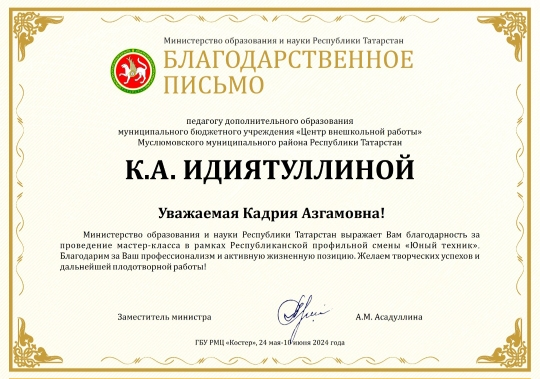 Министерство образования и науки Республики Татарстан
БЛАГОДАРСТВЕННОЕ
ПИСЬМО
педагогу дополнительного образования
муниципального бюджетного учреждения «Центр внешкольной работы»
Муслюмовского муниципального района Республики Татарстан
К.А. ИДИЯТУЛЛИНОЙ
Уважаемая Кадрия Азгамовна!
Министерство образования и науки Республики Татарстан выражает Вам благодарность за
проведение мастер-класса в рамках Республиканской профильной смены «Юный техник».
Благодарим за Ваш профессионализм и активную жизненную позицию. Желаем творческих успехов и
дальнейшей плодотворной работы!
Заместитель министра
А.М. Асадуллина
ГБУ РМЦ «Костер», 24 мая-10 июня 2024 года